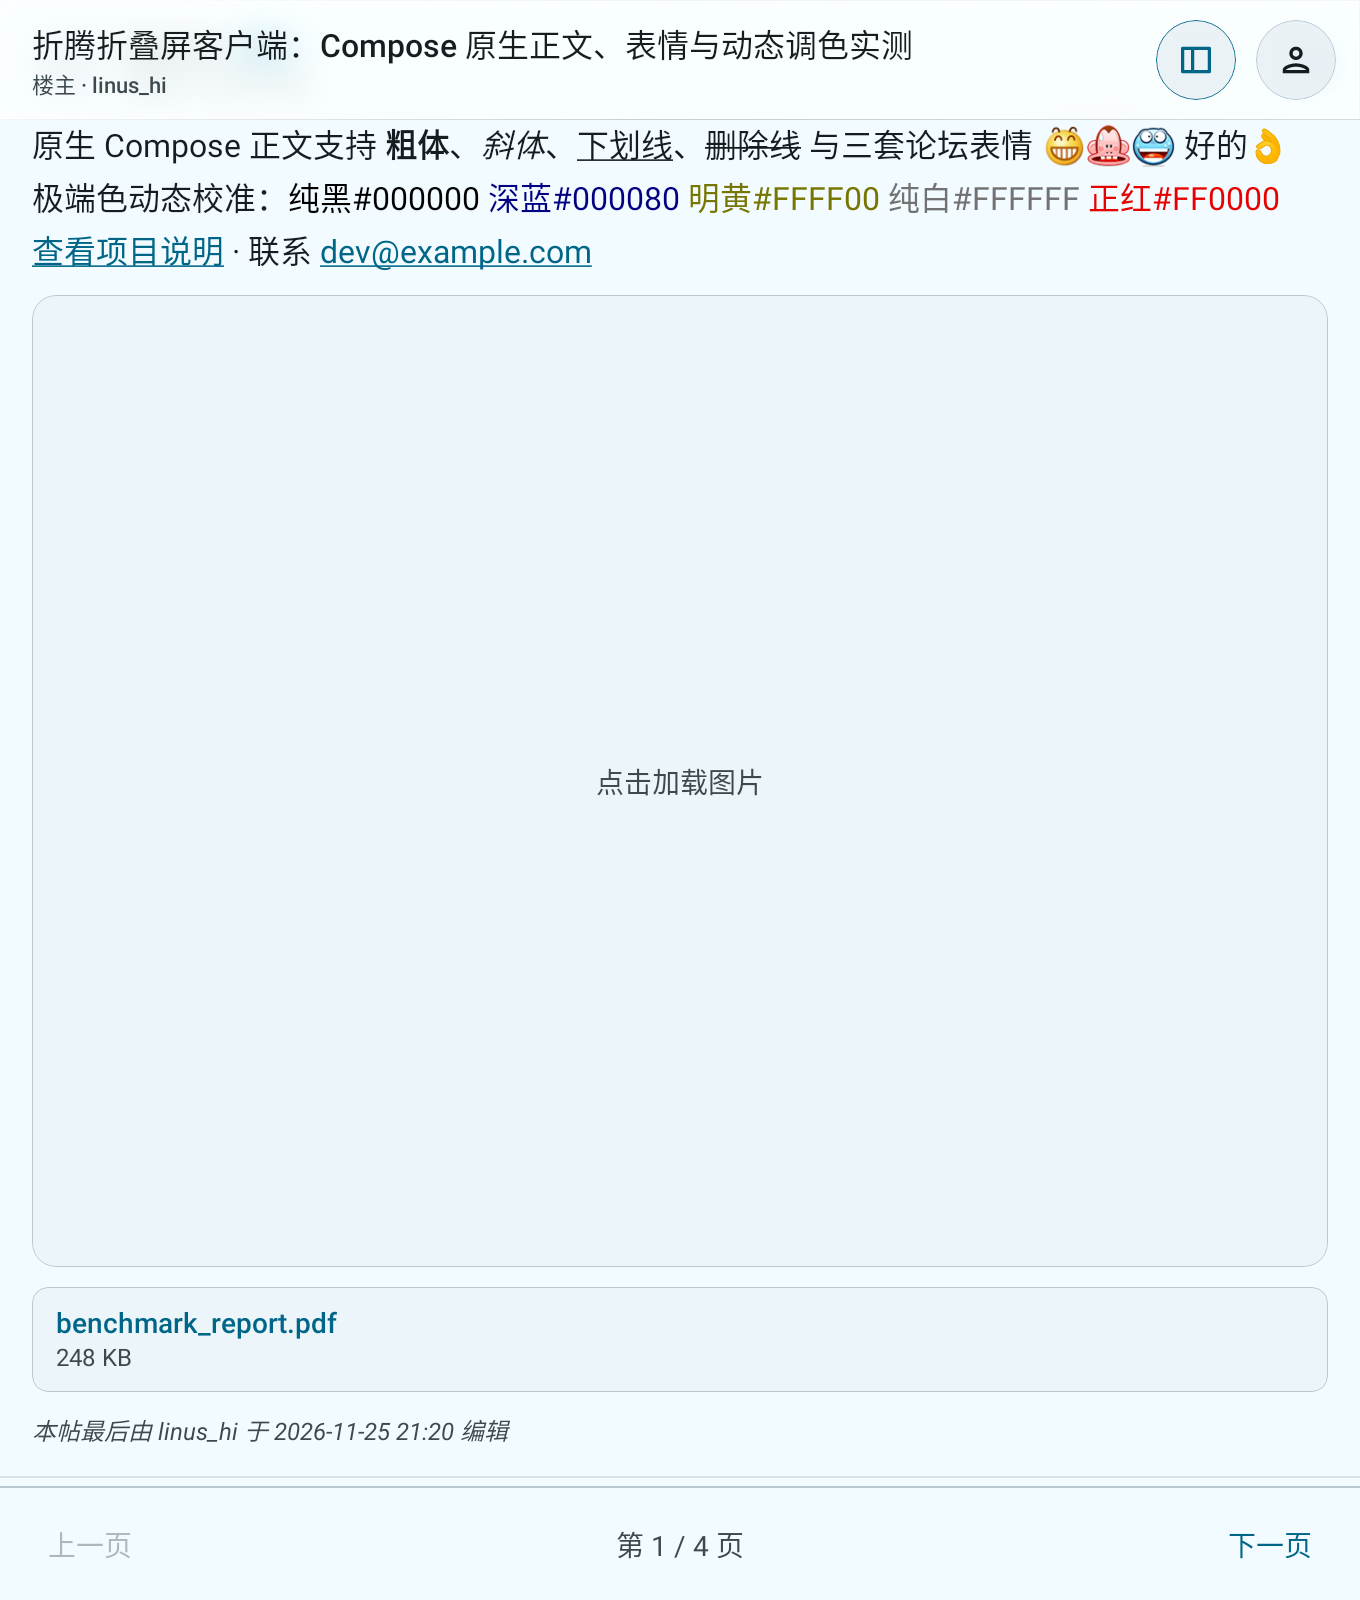 折腾折叠屏客户端：Compose 原生正文、表情与动态调色实测
楼主 · linus_hi
原生 Compose 正文支持 粗体、斜体、下划线、删除线 与三套论坛表情 😁 好的👌
极端色动态校准：纯黑#000000 深蓝#000080 明黄#FFFF00 纯白#FFFFFF 正红#FF0000
查看项目说明 · 联系 dev@example.com
点击加载图片
benchmark_report.pdf
248 KB
本帖最后由 linus_hi 于 2026-11-25 21:20 编辑
上一页
第 1 / 4 页
下一页